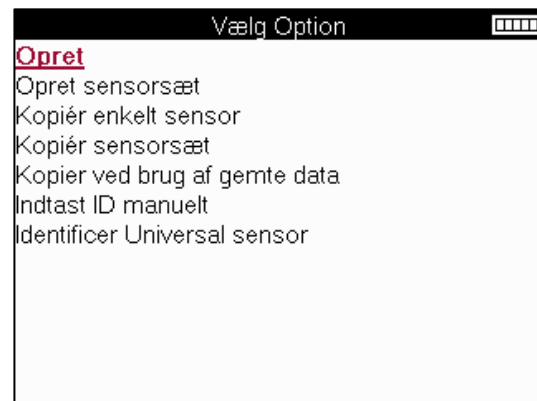 Vælg Option
Opret
Opret sensorsæt
Kopiér enkelt sensor
Kopiér sensorsæt
Kopier ved brug af gemte data
Indtast ID manuelt
Identificer Universal sensor